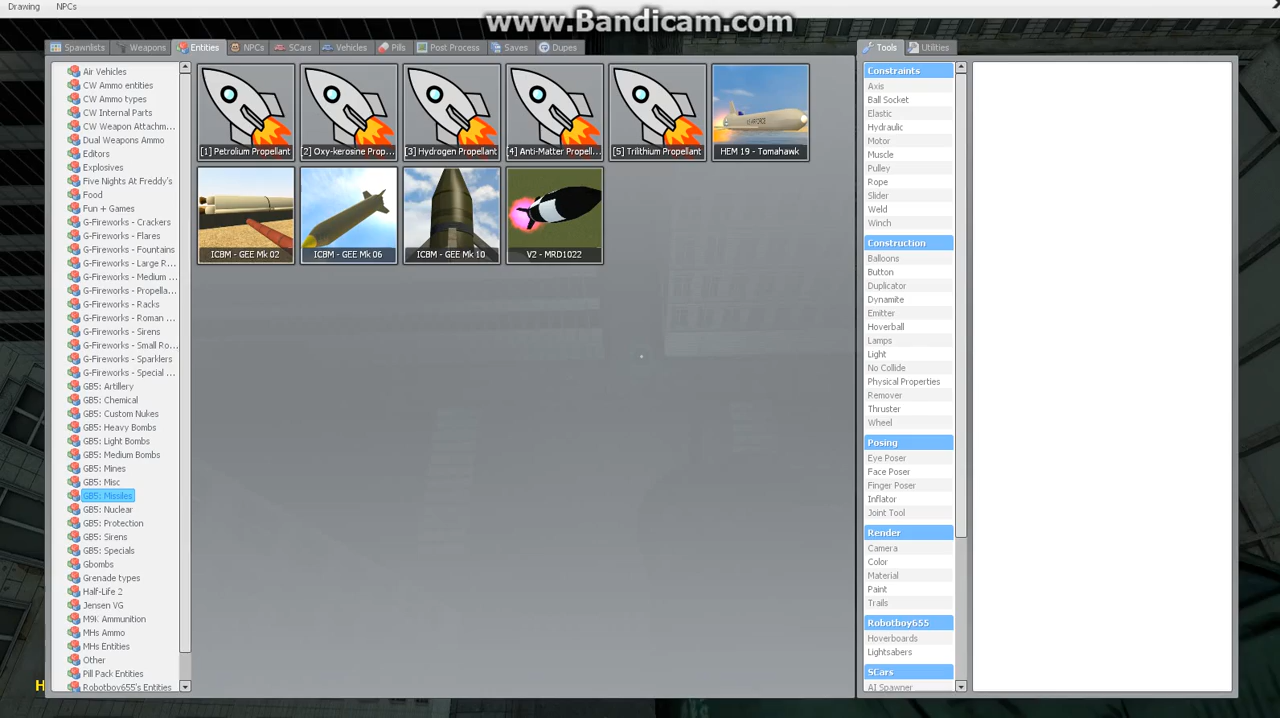 Drawing NPCs
www.Bandicam.com
Spawnlists Weapons Entities NPCs SCars Vehicles Pills Post Process Saves Dupes
Tools Utilities
Air Vehicles
CW Ammo entities
CW Ammo types
CW Internal Parts
CW Weapon Attachm...
Dual Weapons Ammo
Editors
Explosives
Five Nights At Freddy's
Food
Fun + Games
G-Fireworks - Crackers
G-Fireworks - Flares
G-Fireworks - Fountains
G-Fireworks - Large R...
G-Fireworks - Medium ...
G-Fireworks - Propella...
G-Fireworks - Racks
G-Fireworks - Roman ...
G-Fireworks - Sirens
G-Fireworks - Small Ro...
G-Fireworks - Sparklers
G-Fireworks - Special ...
GB5: Artillery
GB5: Chemical
GB5: Custom Nukes
GB5: Heavy Bombs
GB5: Light Bombs
GB5: Medium Bombs
GB5: Mines
GB5: Misc
GB5: Missiles
GB5: Nuclear
GB5: Protection
GB5: Sirens
GB5: Specials
Gbombs
Grenade types
Half-Life 2
Jensen VG
M9K Ammunition
MHs Ammo
MHs Entities
Other
Pill Pack Entities
Robotboy655's Entities
[1] Petrolium Propellant
[2] Oxy-kerosine Prop...
[3] Hydrogen Propellant
[4] Anti-Matter Propell...
[5] Trilithium Propellant
HEM 19 - Tomahawk
ICBM - GEE Mk 02
ICBM - GEE Mk 06
ICBM - GEE Mk 10
V2 - MRD1022
Constraints
Axis
Ball Socket
Elastic
Hydraulic
Motor
Muscle
Pulley
Rope
Slider
Weld
Winch
Construction
Balloons
Button
Duplicator
Dynamite
Emitter
Hoverball
Lamps
Light
No Collide
Physical Properties
Remover
Thruster
Wheel
Posing
Eye Poser
Face Poser
Finger Poser
Inflator
Joint Tool
Render
Camera
Color
Material
Paint
Trails
Robotboy655
Hoverboards
Lightsabers
SCars
AI Spawner
H